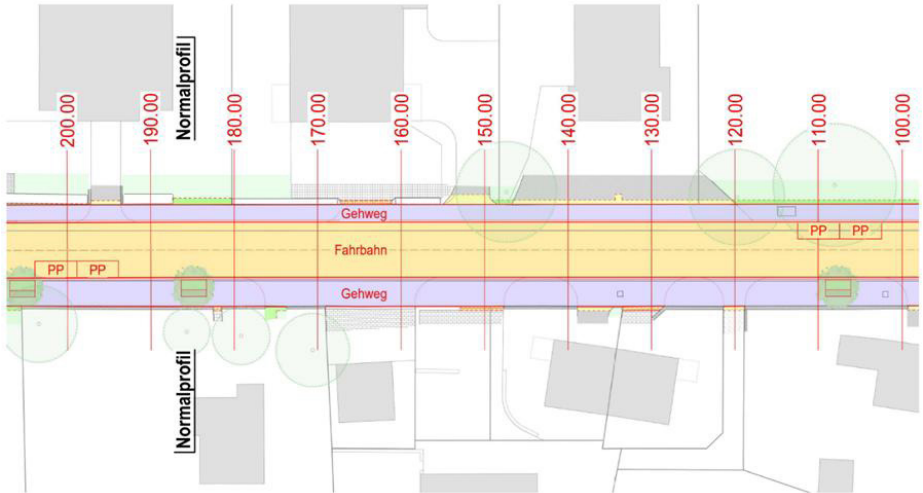 Normalprofil
200.00
190.00
180.00
170.00
160.00
150.00
140.00
130.00
120.00
110.00
100.00
Gehweg
PP PP
Fahrbahn
PP PP
Gehweg
Normalprofil